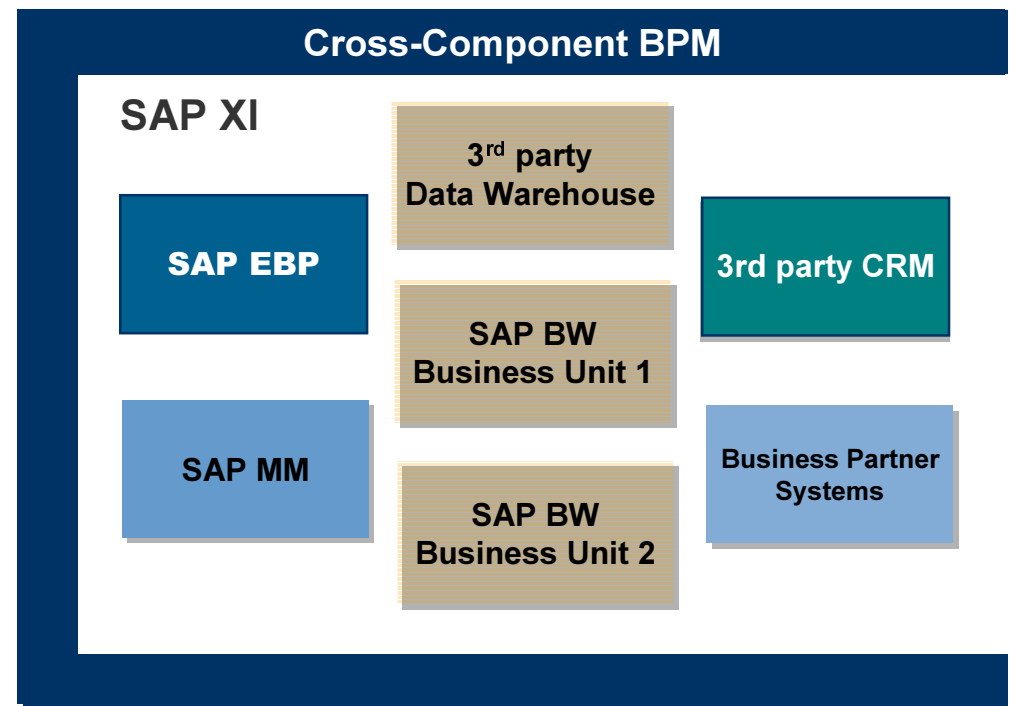 Cross-Component BPM
SAP XI
3rd party
Data Warehouse
SAP EBP
3rd party CRM
SAP BW
Business Unit 1
SAP MM
Business Partner
Systems
SAP BW
Business Unit 2